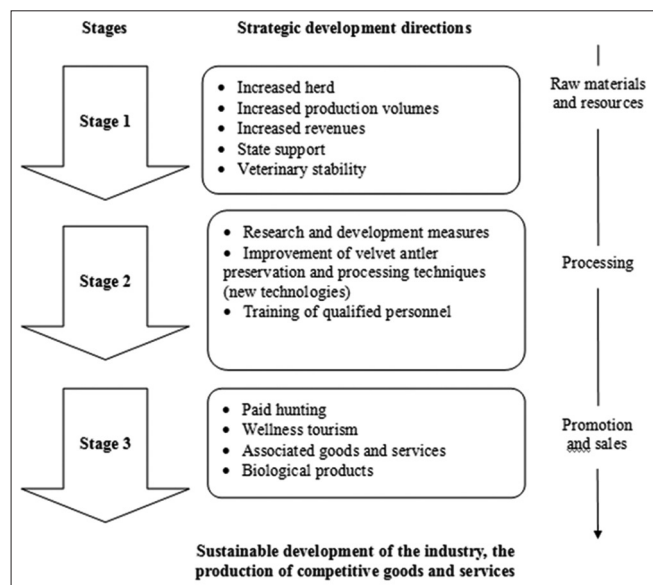 Stages
Strategic development directions
Stage 1
• Increased herd
• Increased production volumes
• Increased revenues
• State support
• Veterinary stability
Raw materials
and resources
Stage 2
• Research and development measures
• Improvement of velvet antler
preservation and processing techniques
(new technologies)
• Training of qualified personnel
Processing
Stage 3
• Paid hunting
• Wellness tourism
• Associated goods and services
• Biological products
Promotion
and sales
Sustainable development of the industry, the
production of competitive goods and services